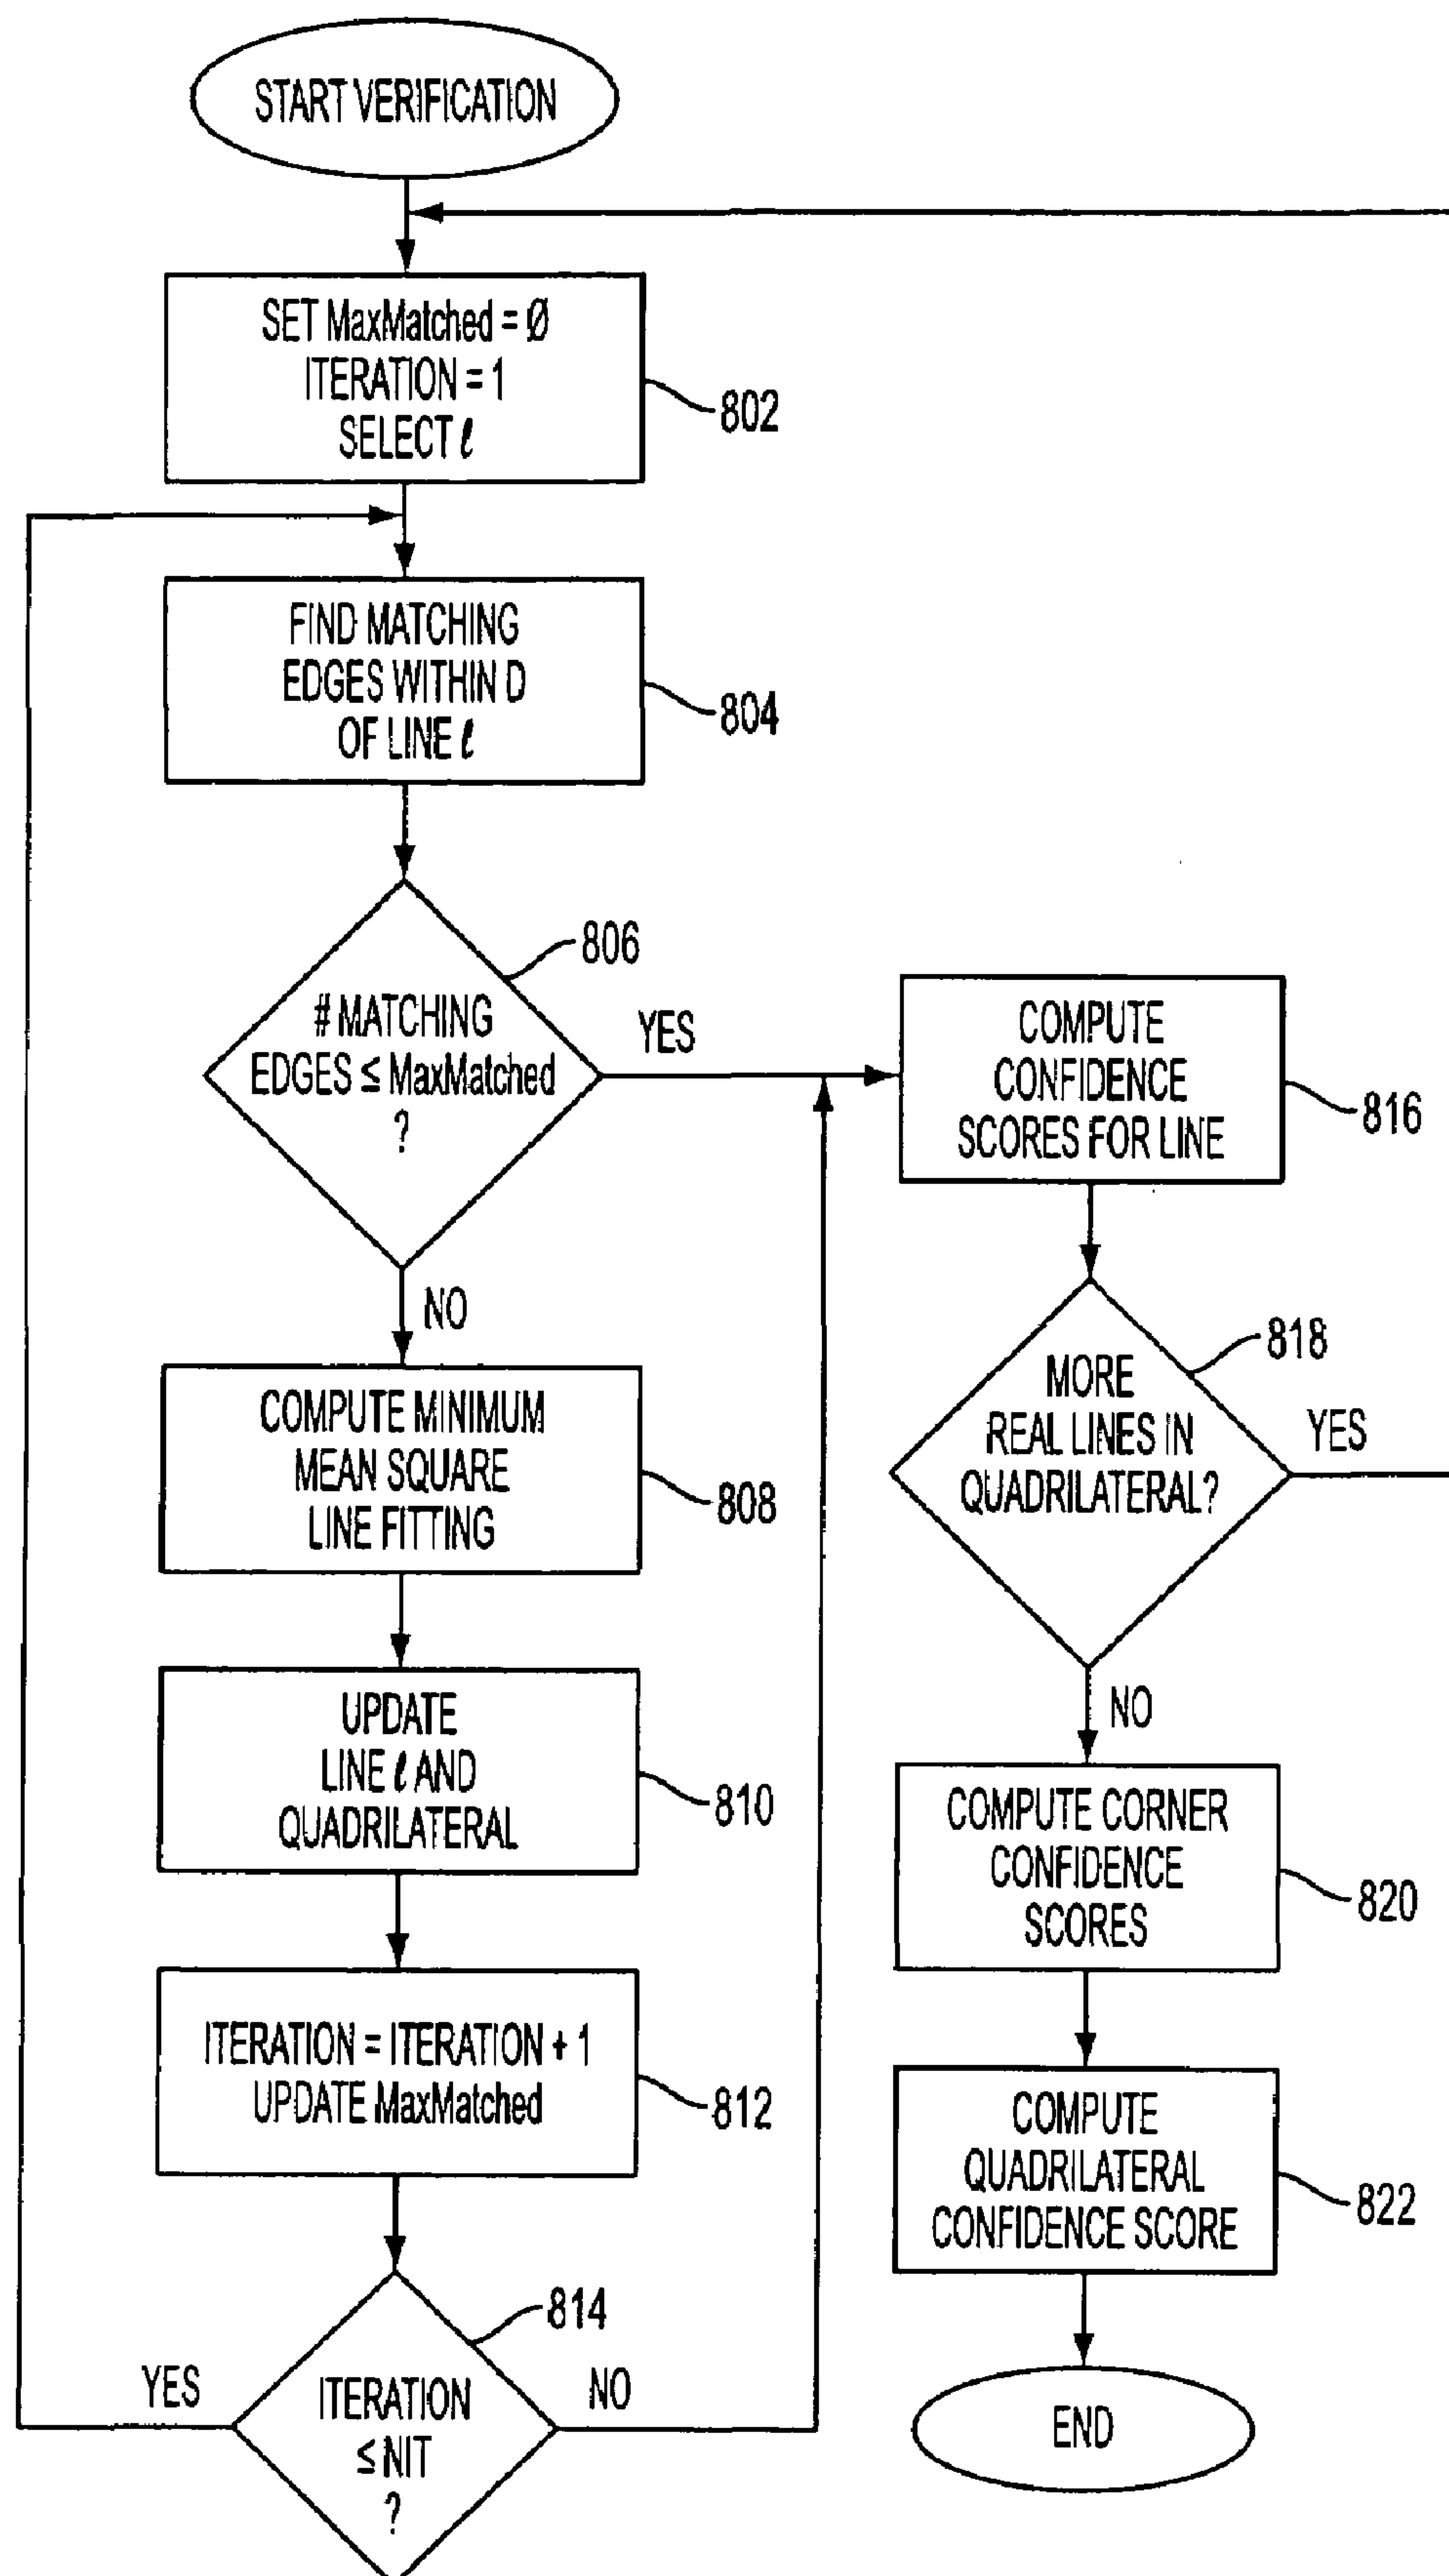 START VERIFICATION
SET MaxMatched = Ø
ITERATION = 1
SELECT ℓ
802
FIND MATCHING
EDGES WITHIN D
OF LINE ℓ
804
806
# MATCHING
EDGES ≤ MaxMatched
?
YES
NO
COMPUTE MINIMUM
MEAN SQUARE
LINE FITTING
808
UPDATE
LINE ℓ AND
QUADRILATERAL
810
ITERATION = ITERATION + 1
UPDATE MaxMatched
812
814
ITERATION
≤ NIT
?
YES
NO
COMPUTE
CONFIDENCE
SCORES FOR LINE
816
818
MORE
REAL LINES IN
QUADRILATERAL?
YES
NO
COMPUTE CORNER
CONFIDENCE
SCORES
820
COMPUTE
QUADRILATERAL
CONFIDENCE SCORE
822
END